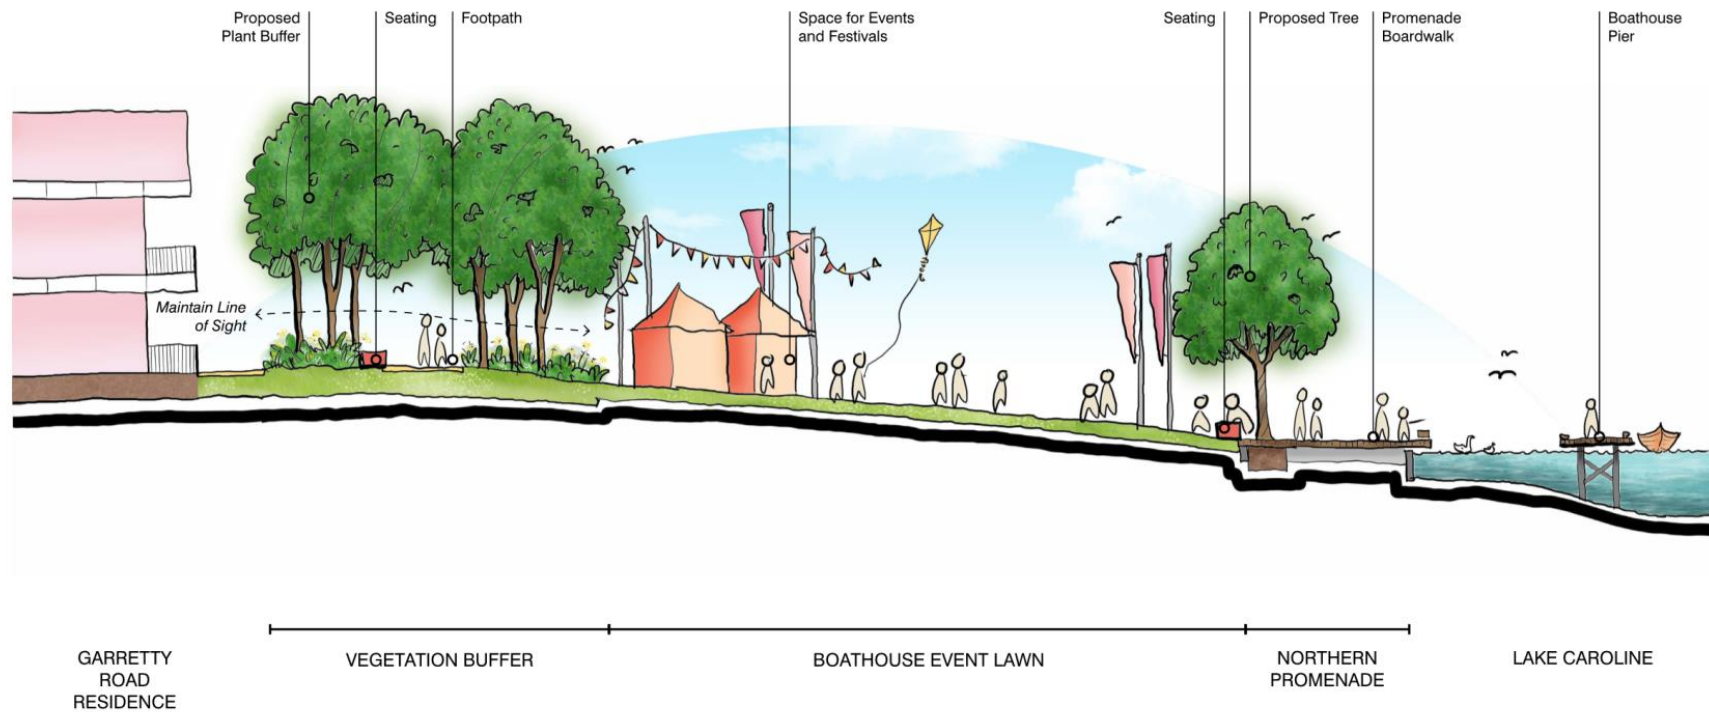 Proposed
Plant Buffer
Seating
Footpath
Space for Events
and Festivals
Seating
Proposed Tree
Promenade
Boardwalk
Boathouse
Pier
Maintain Line
of Sight
GARRETTY
ROAD
RESIDENCE
VEGETATION BUFFER
BOATHOUSE EVENT LAWN
NORTHERN
PROMENADE
LAKE CAROLINE